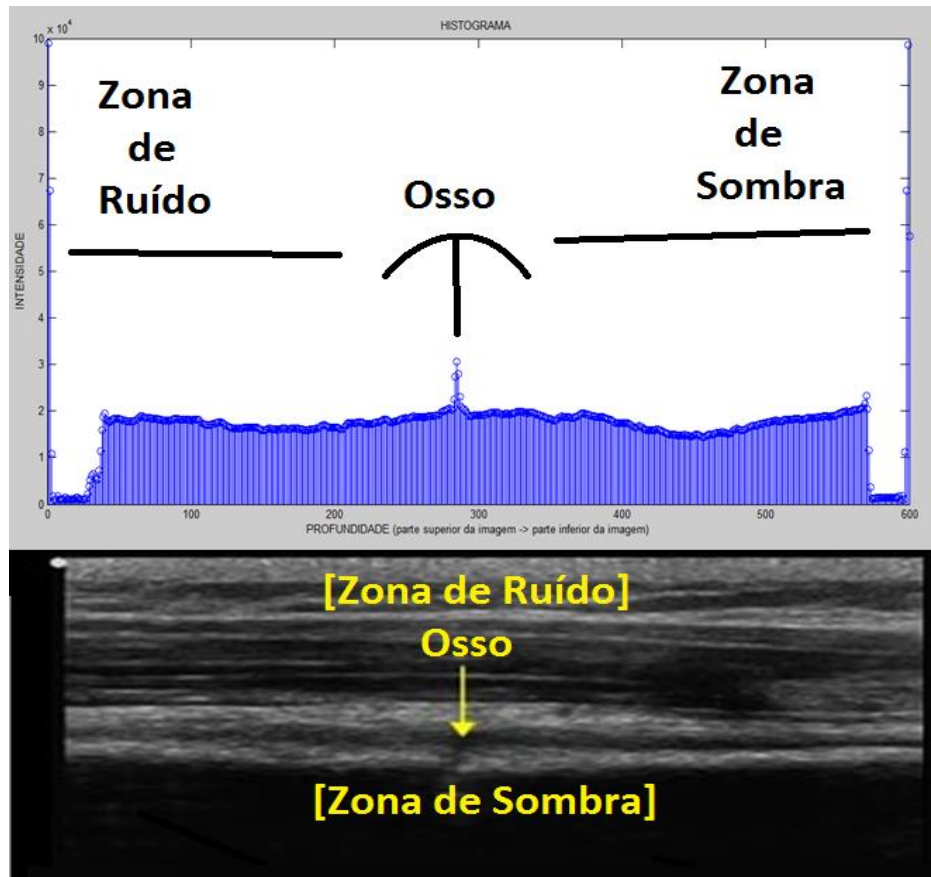 HISTOGRAMA
x 10⁴
10
9
8
7
6
5
4
3
2
1
0
INTENSIDADE
Zona
de
Ruído
Osso
Zona
de
Sombra
0 100 200 300 400 500 600
PROFUNDIDADE (parte superior da imagem -> parte inferior da imagem)
[Zona de Ruído]
Osso
[Zona de Sombra]